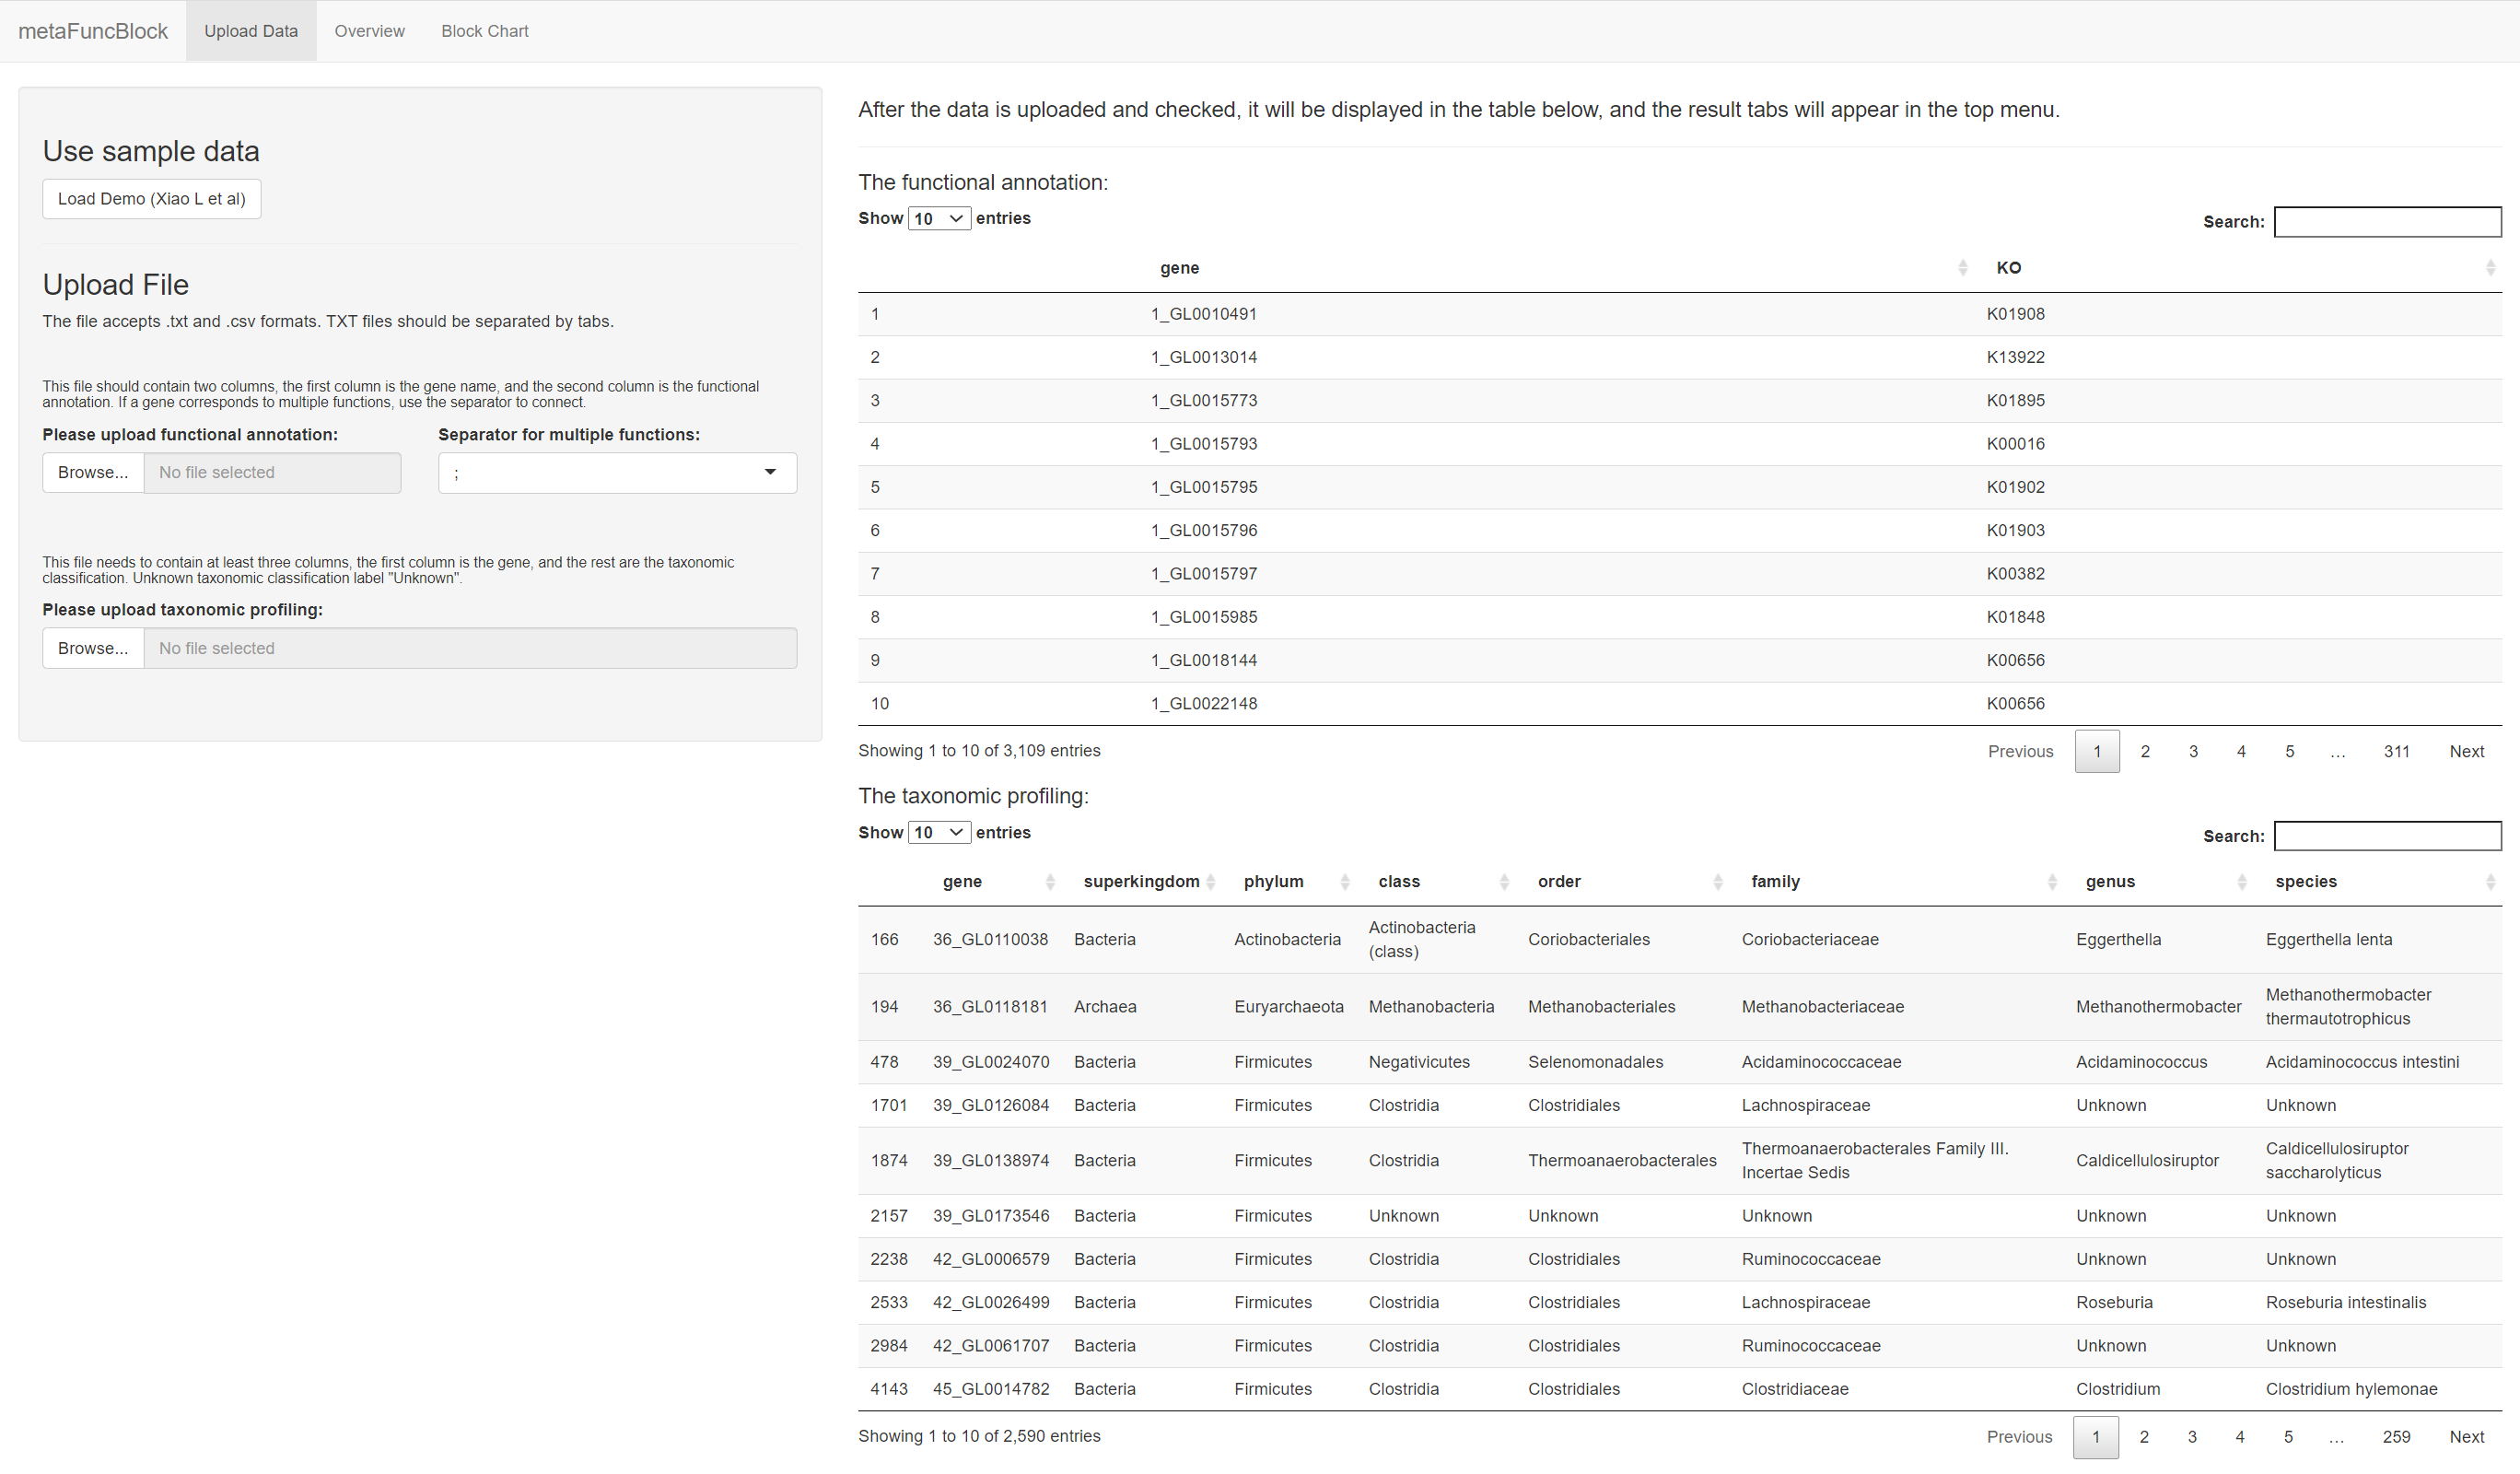 metaFuncBlock Upload Data Overview Block Chart
Use sample data
Load Demo (Xiao L et al)
Upload File
The file accepts .txt and .csv formats. TXT files should be separated by tabs.
This file should contain two columns, the first column is the gene name, and the second column is the functional
annotation. If a gene corresponds to multiple functions, use the separator to connect.
Please upload functional annotation: Separator for multiple functions:
Browse... No file selected ;
This file needs to contain at least three columns, the first column is the gene, and the rest are the taxonomic
classification. Unknown taxonomic classification label "Unknown".
Please upload taxonomic profiling:
Browse... No file selected
After the data is uploaded and checked, it will be displayed in the table below, and the result tabs will appear in the top menu.
The functional annotation:
Show 10 entries Search:
gene KO
1 1_GL0010491 K01908
2 1_GL0013014 K13922
3 1_GL0015773 K01895
4 1_GL0015793 K00016
5 1_GL0015795 K01902
6 1_GL0015796 K01903
7 1_GL0015797 K00382
8 1_GL0015985 K01848
9 1_GL0018144 K00656
10 1_GL0022148 K00656
Showing 1 to 10 of 3,109 entries Previous 1 2 3 4 5 … 311 Next
The taxonomic profiling:
Show 10 entries Search:
gene superkingdom phylum class order family genus species
166 36_GL0110038 Bacteria Actinobacteria Actinobacteria (class) Coriobacteriales Coriobacteriaceae Eggerthella Eggerthella lenta
194 36_GL0118181 Archaea Euryarchaeota Methanobacteria Methanobacteriales Methanobacteriaceae Methanothermobacter Methanothermobacter thermautotrophicus
478 39_GL0024070 Bacteria Firmicutes Negativicutes Selenomonadales Acidaminococcaceae Acidaminococcus Acidaminococcus intestini
1701 39_GL0126084 Bacteria Firmicutes Clostridia Clostridiales Lachnospiraceae Unknown Unknown
1874 39_GL0138974 Bacteria Firmicutes Clostridia Thermoanaerobacterales Thermoanaerobacterales Family III. Incertae Sedis Caldicellulosiruptor Caldicellulosiruptor saccharolyticus
2157 39_GL0173546 Bacteria Firmicutes Unknown Unknown Unknown Unknown Unknown
2238 42_GL0006579 Bacteria Firmicutes Clostridia Clostridiales Ruminococcaceae Unknown Unknown
2533 42_GL0026499 Bacteria Firmicutes Clostridia Clostridiales Lachnospiraceae Roseburia Roseburia intestinalis
2984 42_GL0061707 Bacteria Firmicutes Clostridia Clostridiales Ruminococcaceae Unknown Unknown
4143 45_GL0014782 Bacteria Firmicutes Clostridia Clostridiales Clostridiaceae Clostridium Clostridium hylemonae
Showing 1 to 10 of 2,590 entries Previous 1 2 3 4 5 … 259 Next